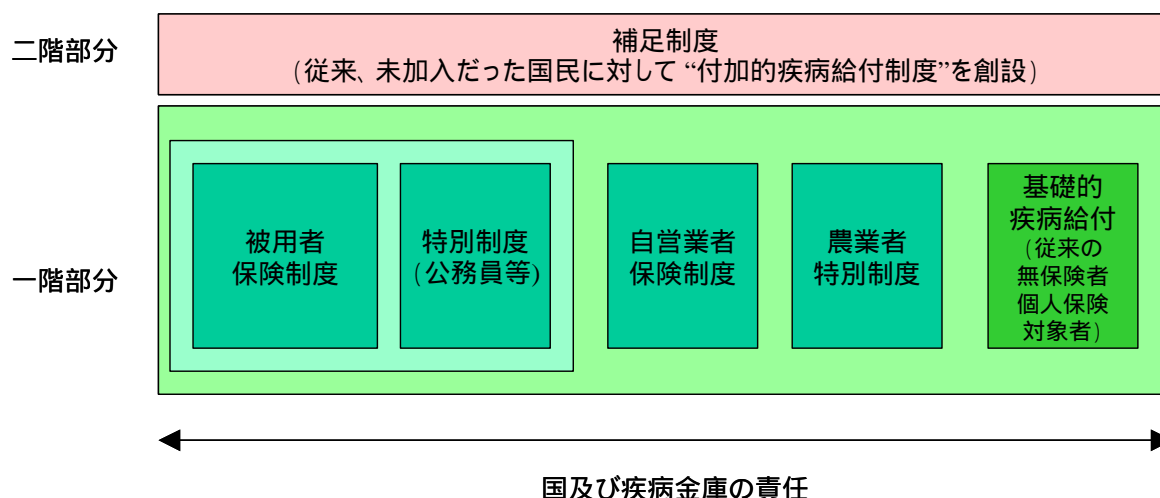 二階部分
補足制度
(従来、未加入だった国民に対して “付加的疾病給付制度”を創設)
一階部分
被用者
保険制度
特別制度
(公務員等)
自営業者
保険制度
農業者
特別制度
基礎的
疾病給付
(従来の
無保険者
個人保険
対象者)
国及び疾病金庫の責任